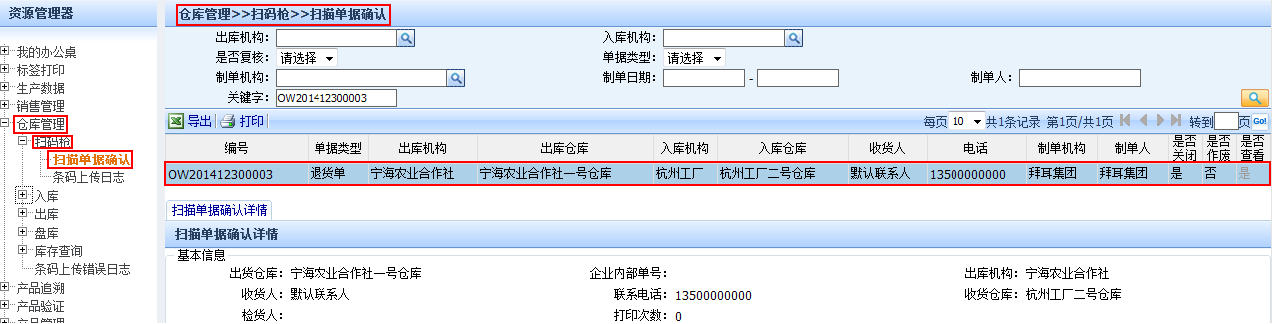 资源管理器
我的办公桌
标签打印
生产数据
销售管理
仓库管理
扫码枪
扫描单据确认
条码上传日志
入库
出库
盘库
库存查询
条码上传错误日志
产品追溯
产品验证
产品管理
仓库管理>>扫码枪>>扫描单据确认
出库机构： 入库机构：
是否复核： 请选择 单据类型： 请选择
制单机构： 制单日期： - 制单人：
关键字： OW201412300003
导出 打印 每页 10 共1条记录 第1页/共1页 转到 页 Go!
编号 单据类型 出库机构 出库仓库 入库机构 入库仓库 收货人 电话 制单机构 制单人 是否关闭 是否作废 是否查看
OW201412300003 退货单 宁海农业合作社 宁海农业合作社一号仓库 杭州工厂 杭州工厂二号仓库 默认联系人 13500000000 拜耳集团 拜耳集团 是 否 是
扫描单据确认详情
扫描单据确认详情
基本信息
出货仓库： 宁海农业合作社一号仓库 企业内部单号： 出库机构： 宁海农业合作社
收货人： 默认联系人 联系电话： 13500000000 收货仓库： 杭州工厂二号仓库
检货人： 打印次数： 0